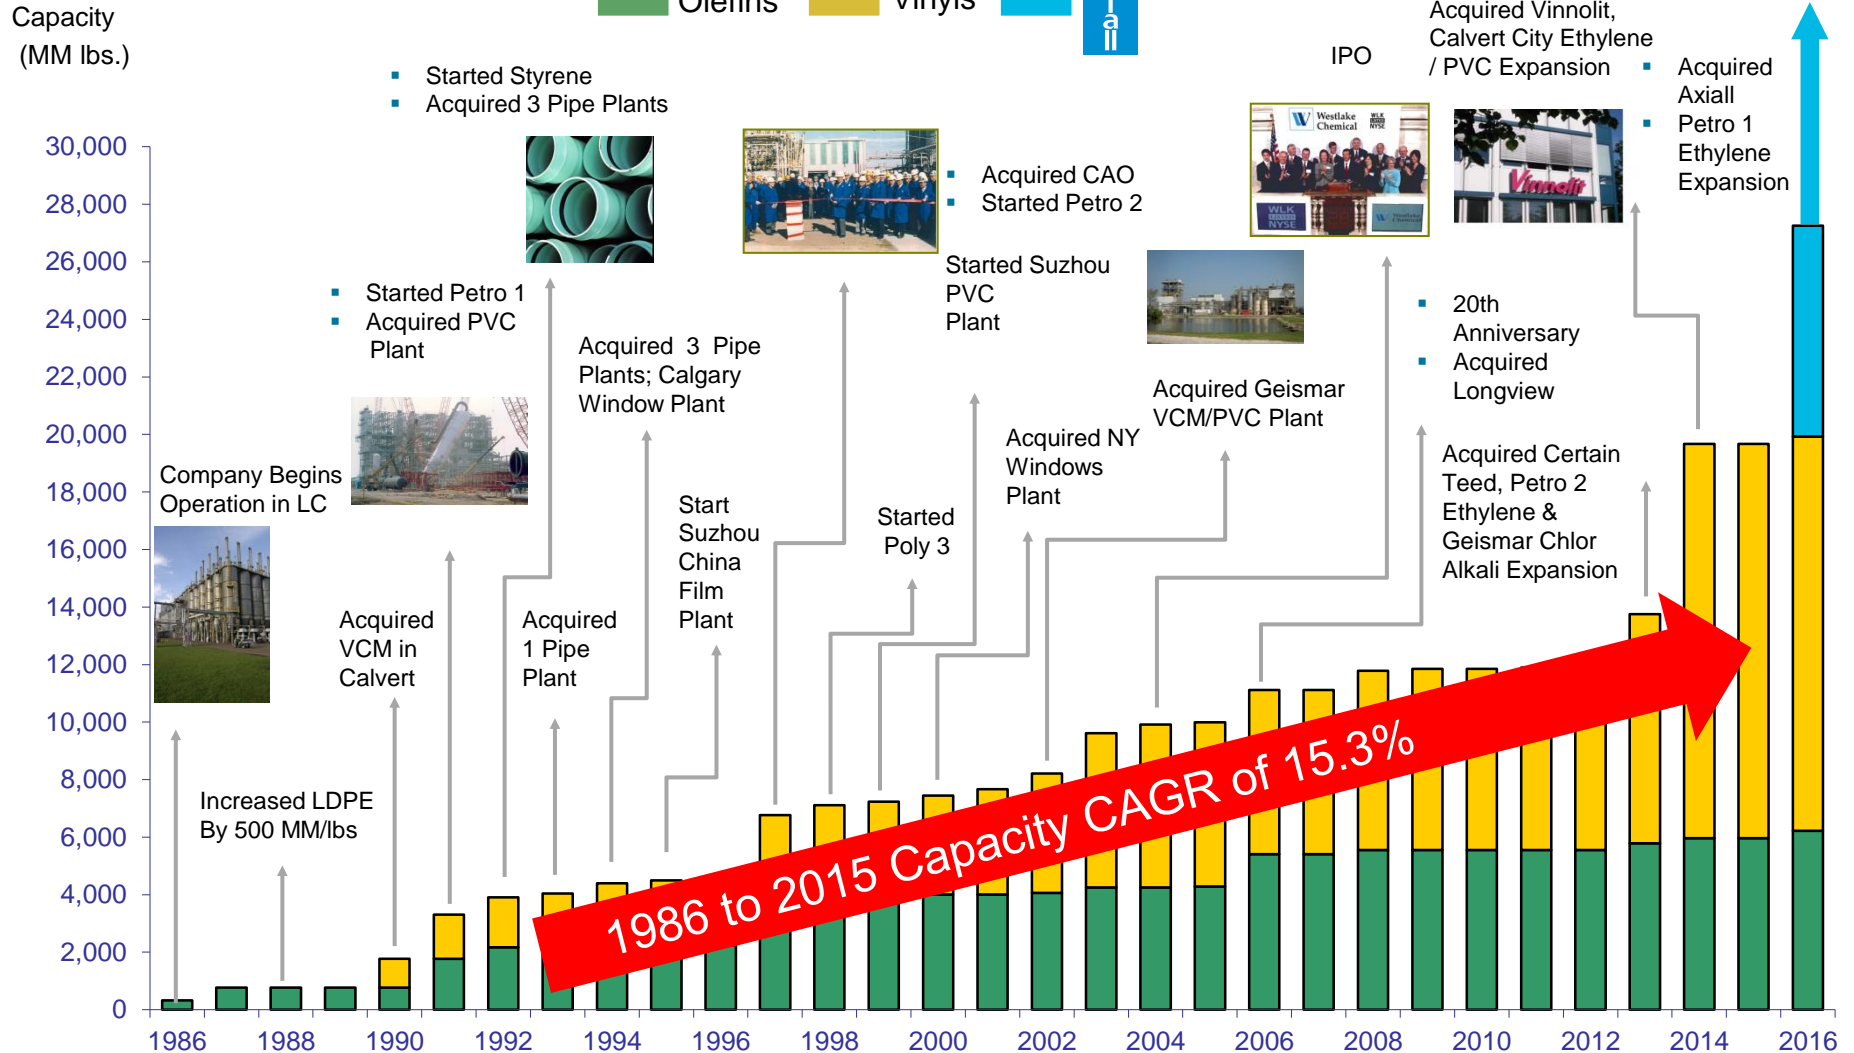 Capacity
(MM lbs.)
Olefins
Vinyls
iall
Started Styrene
Acquired 3 Pipe Plants
IPO
Acquired Vinnolit,
Calvert City Ethylene
/ PVC Expansion
Acquired
Axiall
Petro 1
Ethylene
Expansion
Westlake
Chemical
WLK
LISTED
NYSE
WLK
LISTED
NYSE
Westlake
Chemical
Vinnolit
Acquired CAO
Started Petro 2
Started Suzhou
PVC
Plant
Started Petro 1
Acquired PVC
Plant
Acquired 3 Pipe
Plants; Calgary
Window Plant
20th
Anniversary
Acquired
Longview
Acquired Geismar
VCM/PVC Plant
Acquired NY
Windows
Plant
Acquired Certain
Teed, Petro 2
Ethylene &
Geismar Chlor
Alkali Expansion
Company Begins
Operation in LC
Start
Suzhou
China
Film
Plant
Started
Poly 3
Acquired
VCM in
Calvert
Acquired
1 Pipe
Plant
Increased LDPE
By 500 MM/lbs
1986 to 2015 Capacity CAGR of 15.3%
30,000
28,000
26,000
24,000
22,000
20,000
18,000
16,000
14,000
12,000
10,000
8,000
6,000
4,000
2,000
0
1986 1988 1990 1992 1994 1996 1998 2000 2002 2004 2006 2008 2010 2012 2014 2016